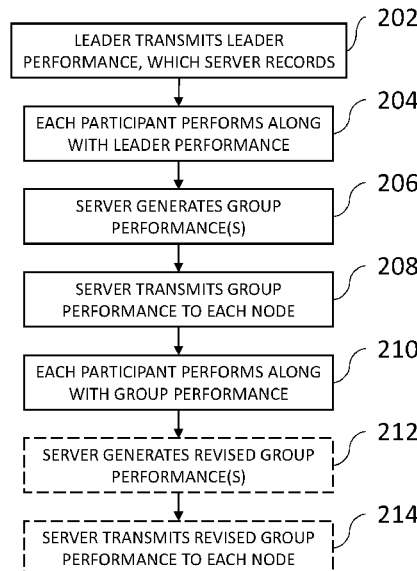 202
LEADER TRANSMITS LEADER
PERFORMANCE, WHICH SERVER RECORDS
204
EACH PARTICIPANT PERFORMS ALONG
WITH LEADER PERFORMANCE
206
SERVER GENERATES GROUP
PERFORMANCE(S)
208
SERVER TRANSMITS GROUP
PERFORMANCE TO EACH NODE
210
EACH PARTICIPANT PERFORMS ALONG
WITH GROUP PERFORMANCE
212
SERVER GENERATES REVISED GROUP
PERFORMANCE(S)
214
SERVER TRANSMITS REVISED GROUP
PERFORMANCE TO EACH NODE